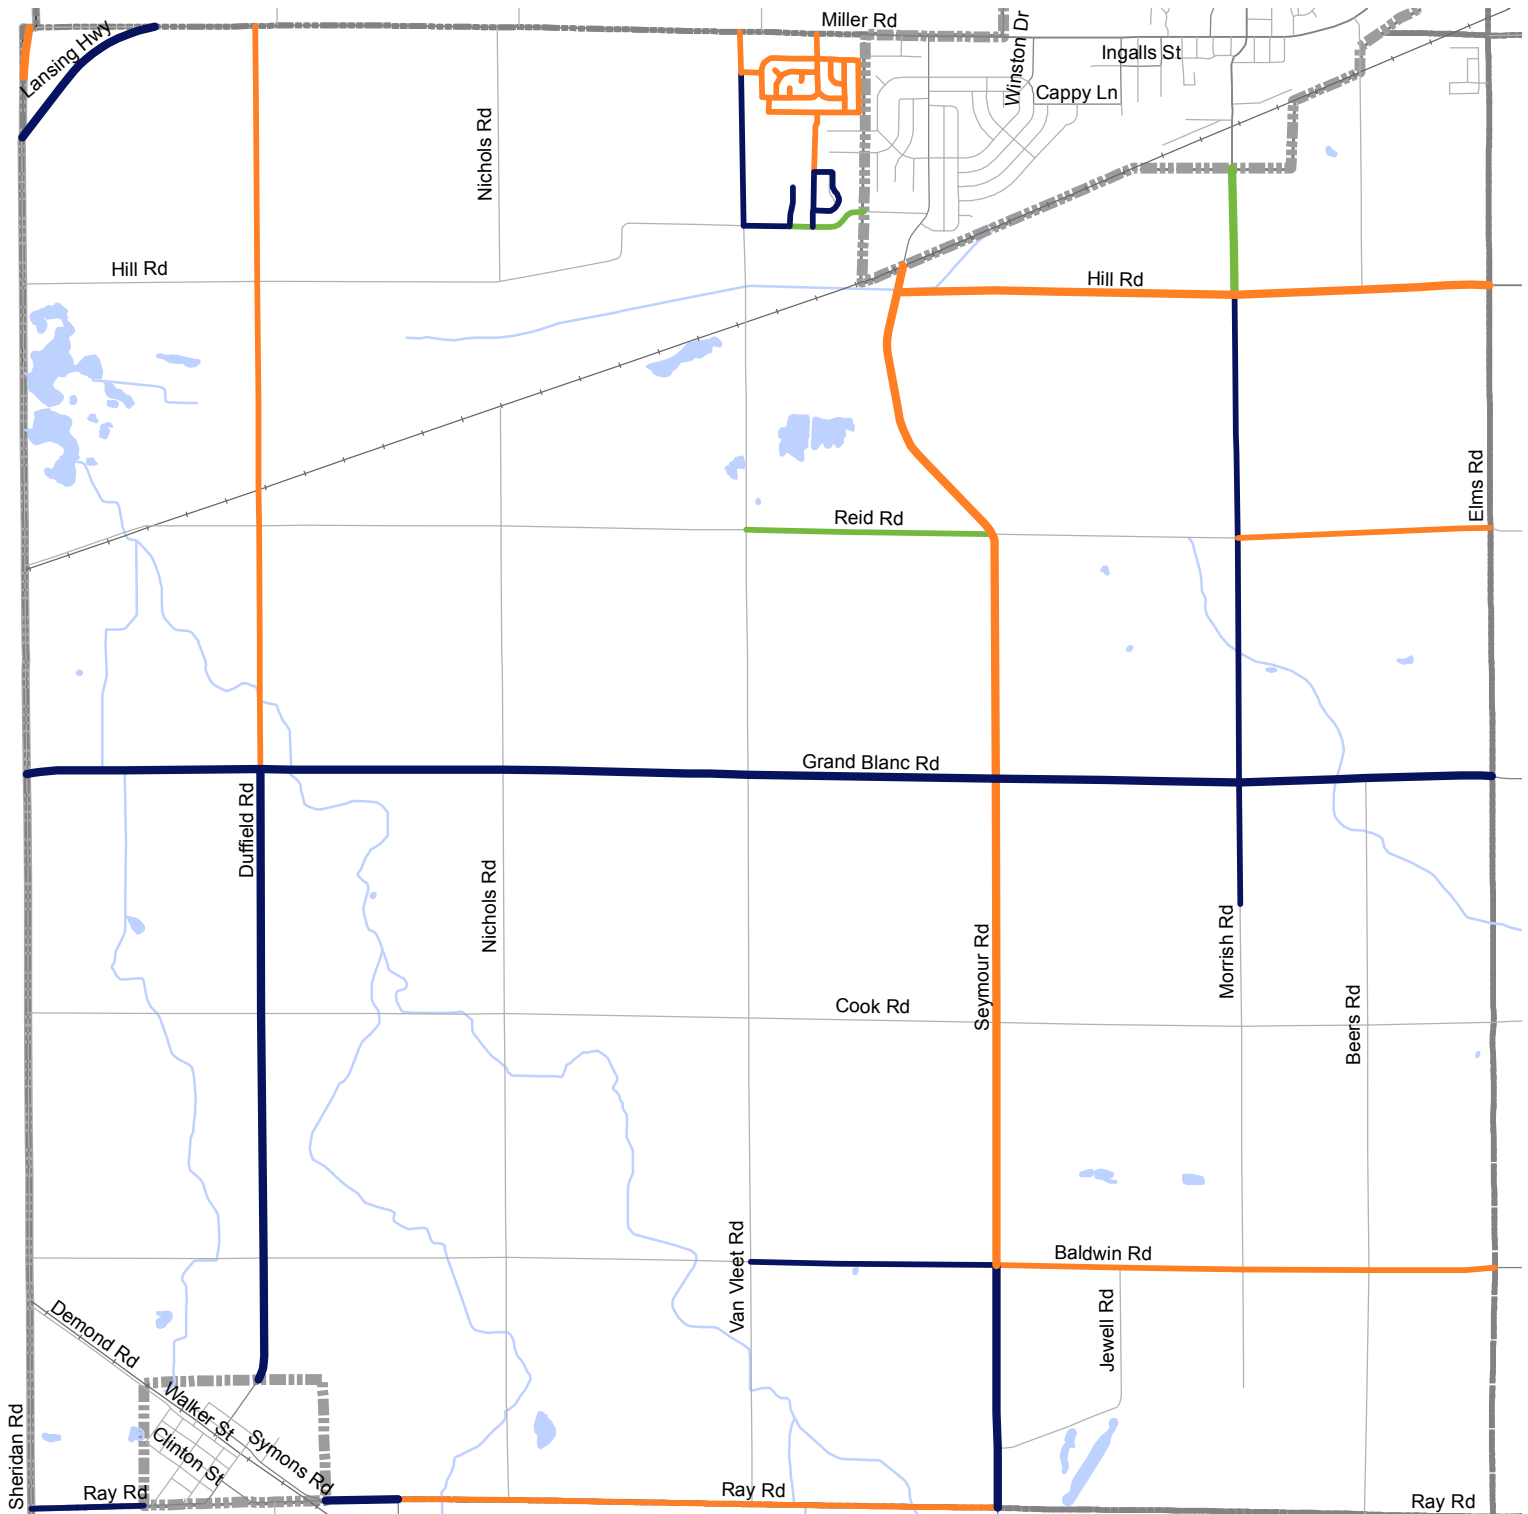 Miller Rd
Lansing Hwy
Winston Dr
Ingalls St
Cappy Ln
Nichols Rd
Hill Rd
Hill Rd
Elms Rd
Reid Rd
Grand Blanc Rd
Duffield Rd
Nichols Rd
Seymour Rd
Morrish Rd
Cook Rd
Beers Rd
Van Vleet Rd
Baldwin Rd
Jewell Rd
Demond Rd
Walker St
Clinton St
Symons Rd
Sheridan Rd
Ray Rd
Ray Rd
Ray Rd